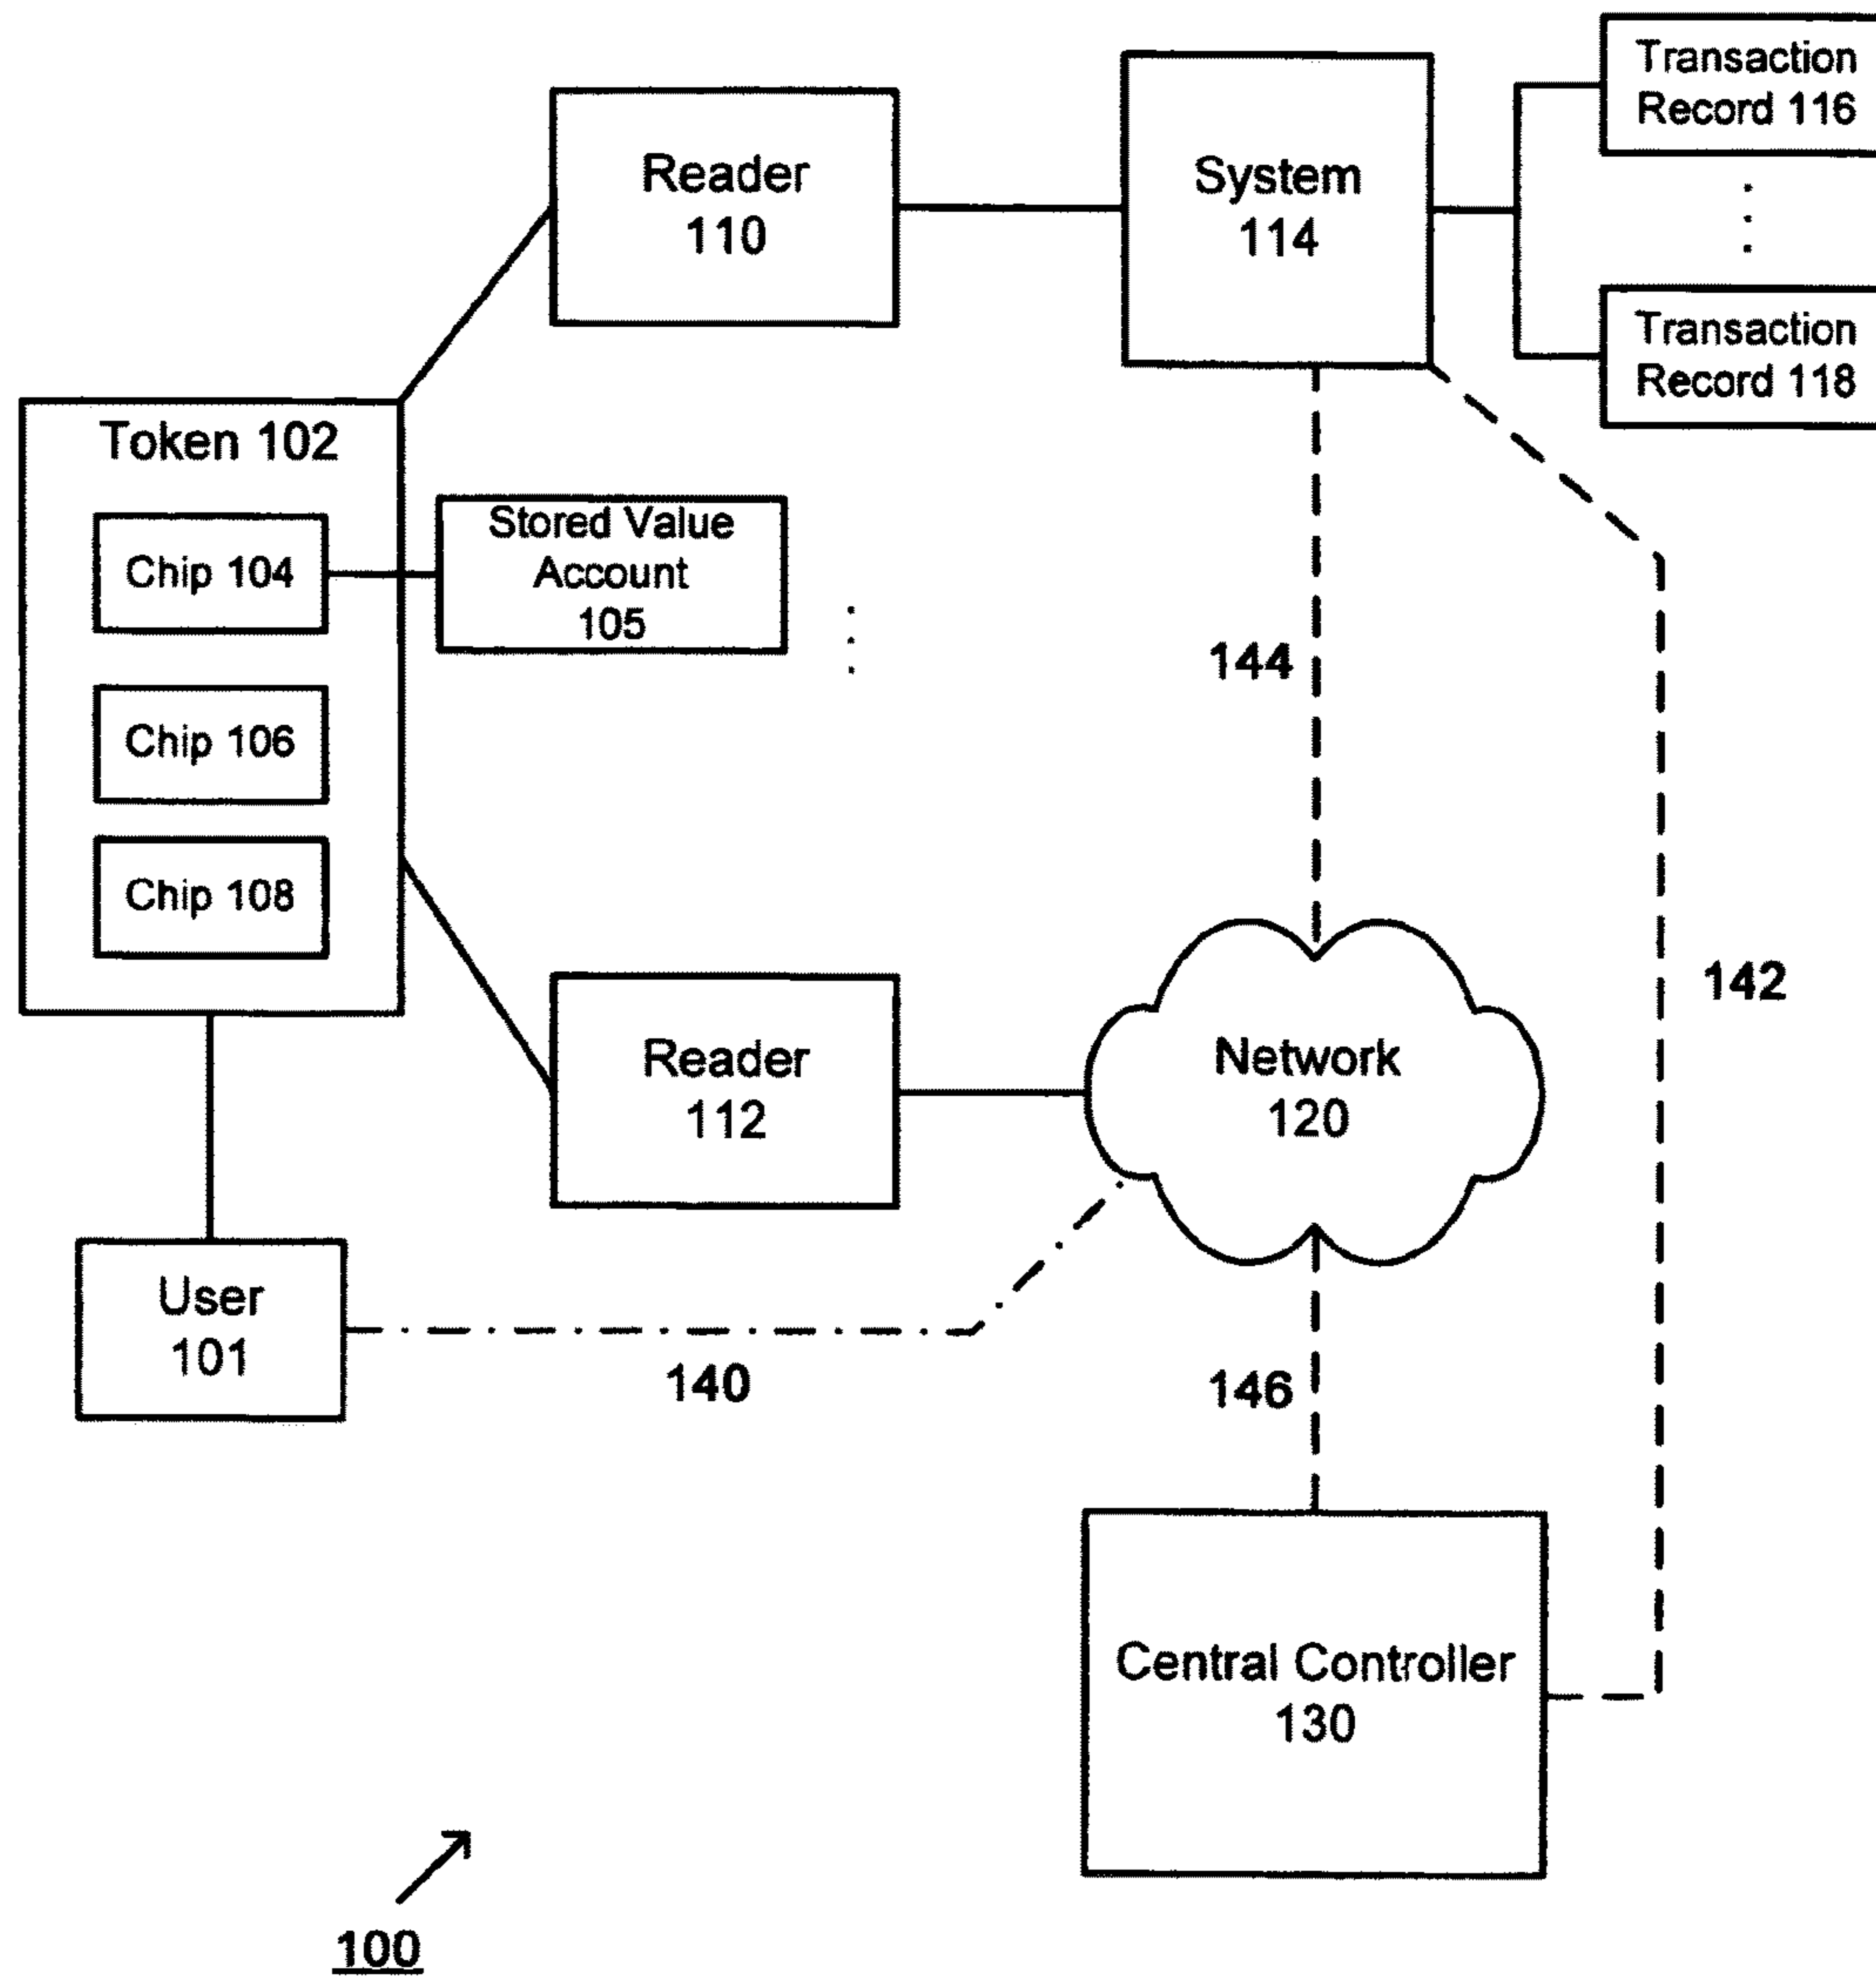 Transaction
Record 116
Reader
110
System
114
Transaction
Record 118
Token 102
Chip 104
Stored Value
Account
105
Chip 106
Chip 108
144
142
Reader
112
Network
120
User
101
140
146
Central Controller
130
100